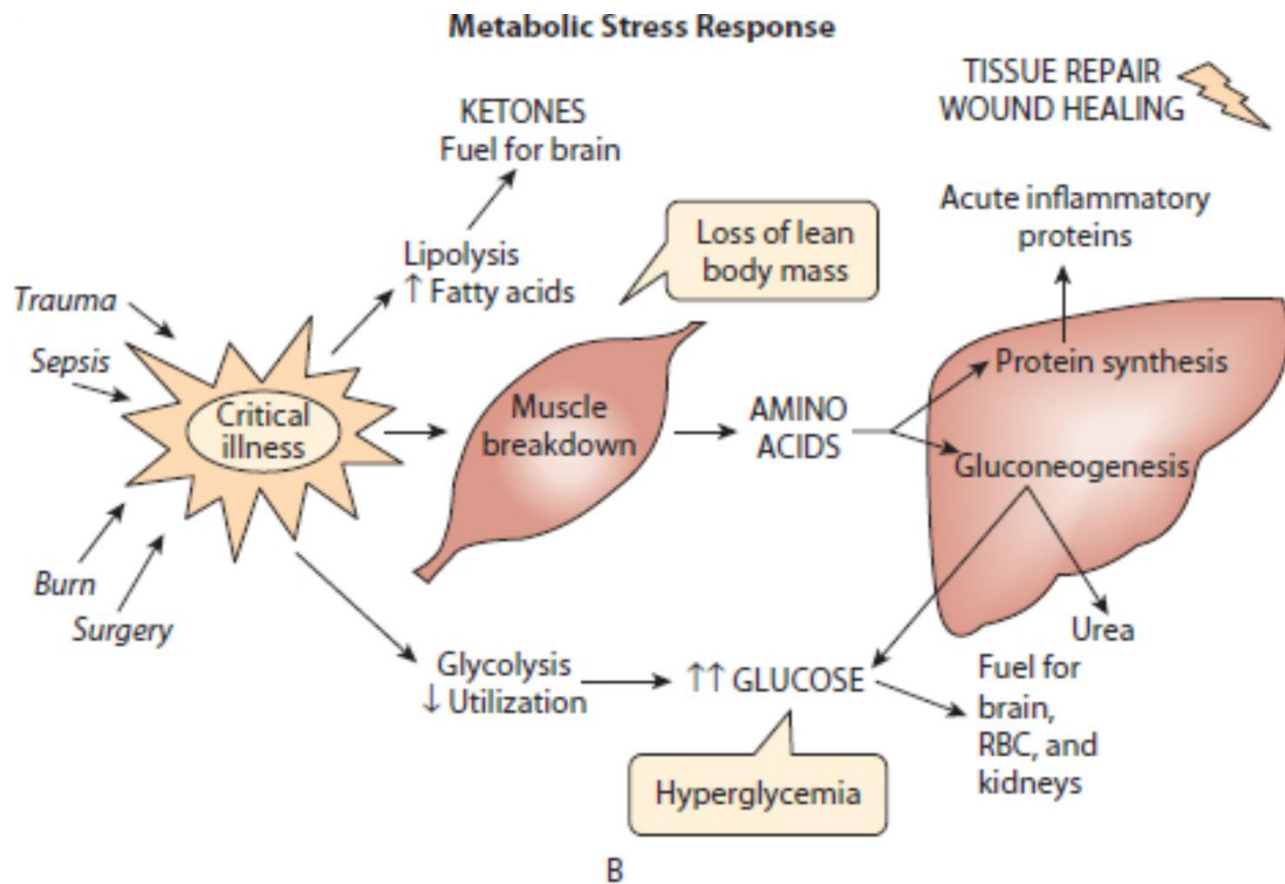 Metabolic Stress Response
TISSUE REPAIR
WOUND HEALING
KETONES
Fuel for brain
Acute inflammatory
proteins
Loss of lean
body mass
Lipolysis
↑ Fatty acids
Trauma
Sepsis
Critical
illness
Muscle
breakdown
AMINO
ACIDS
Protein synthesis
Gluconeogenesis
Burn
Surgery
Urea
Glycolysis
↓ Utilization
↑↑ GLUCOSE
Fuel for
brain,
RBC, and
kidneys
Hyperglycemia
B